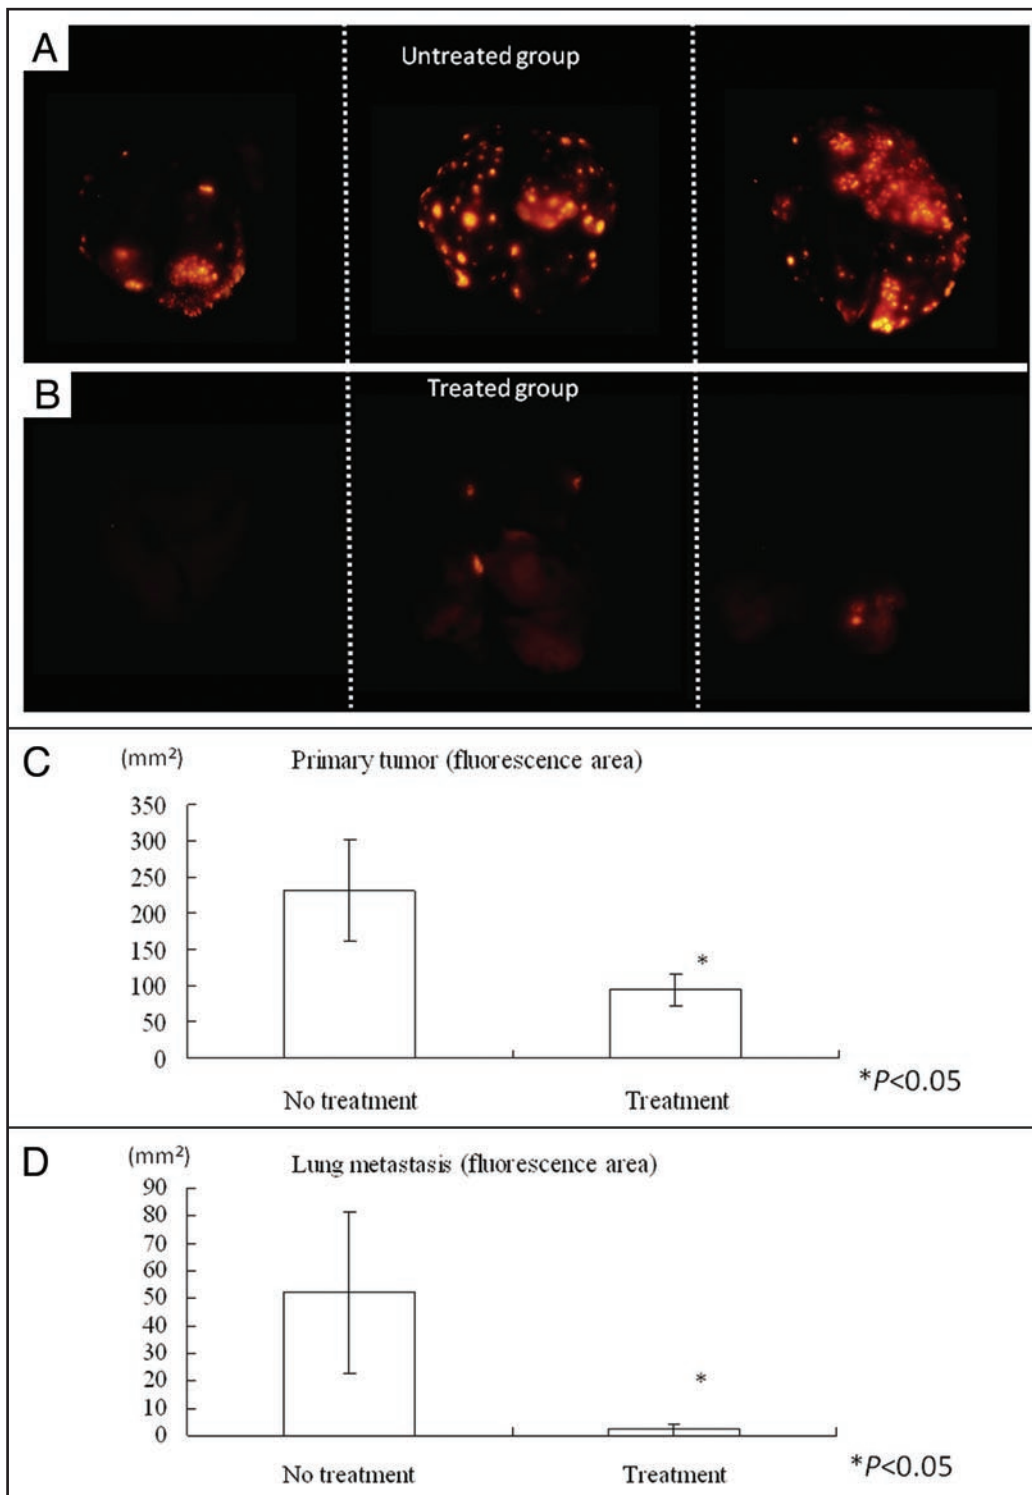 A
Untreated group
B
Treated group
C
(mm²)
Primary tumor (fluorescence area)
350
300
250
200
150
100
50
0
*
No treatment
Treatment
*P<0.05
D
(mm²)
Lung metastasis (fluorescence area)
90
80
70
60
50
40
30
20
10
0
*
No treatment
Treatment
*P<0.05